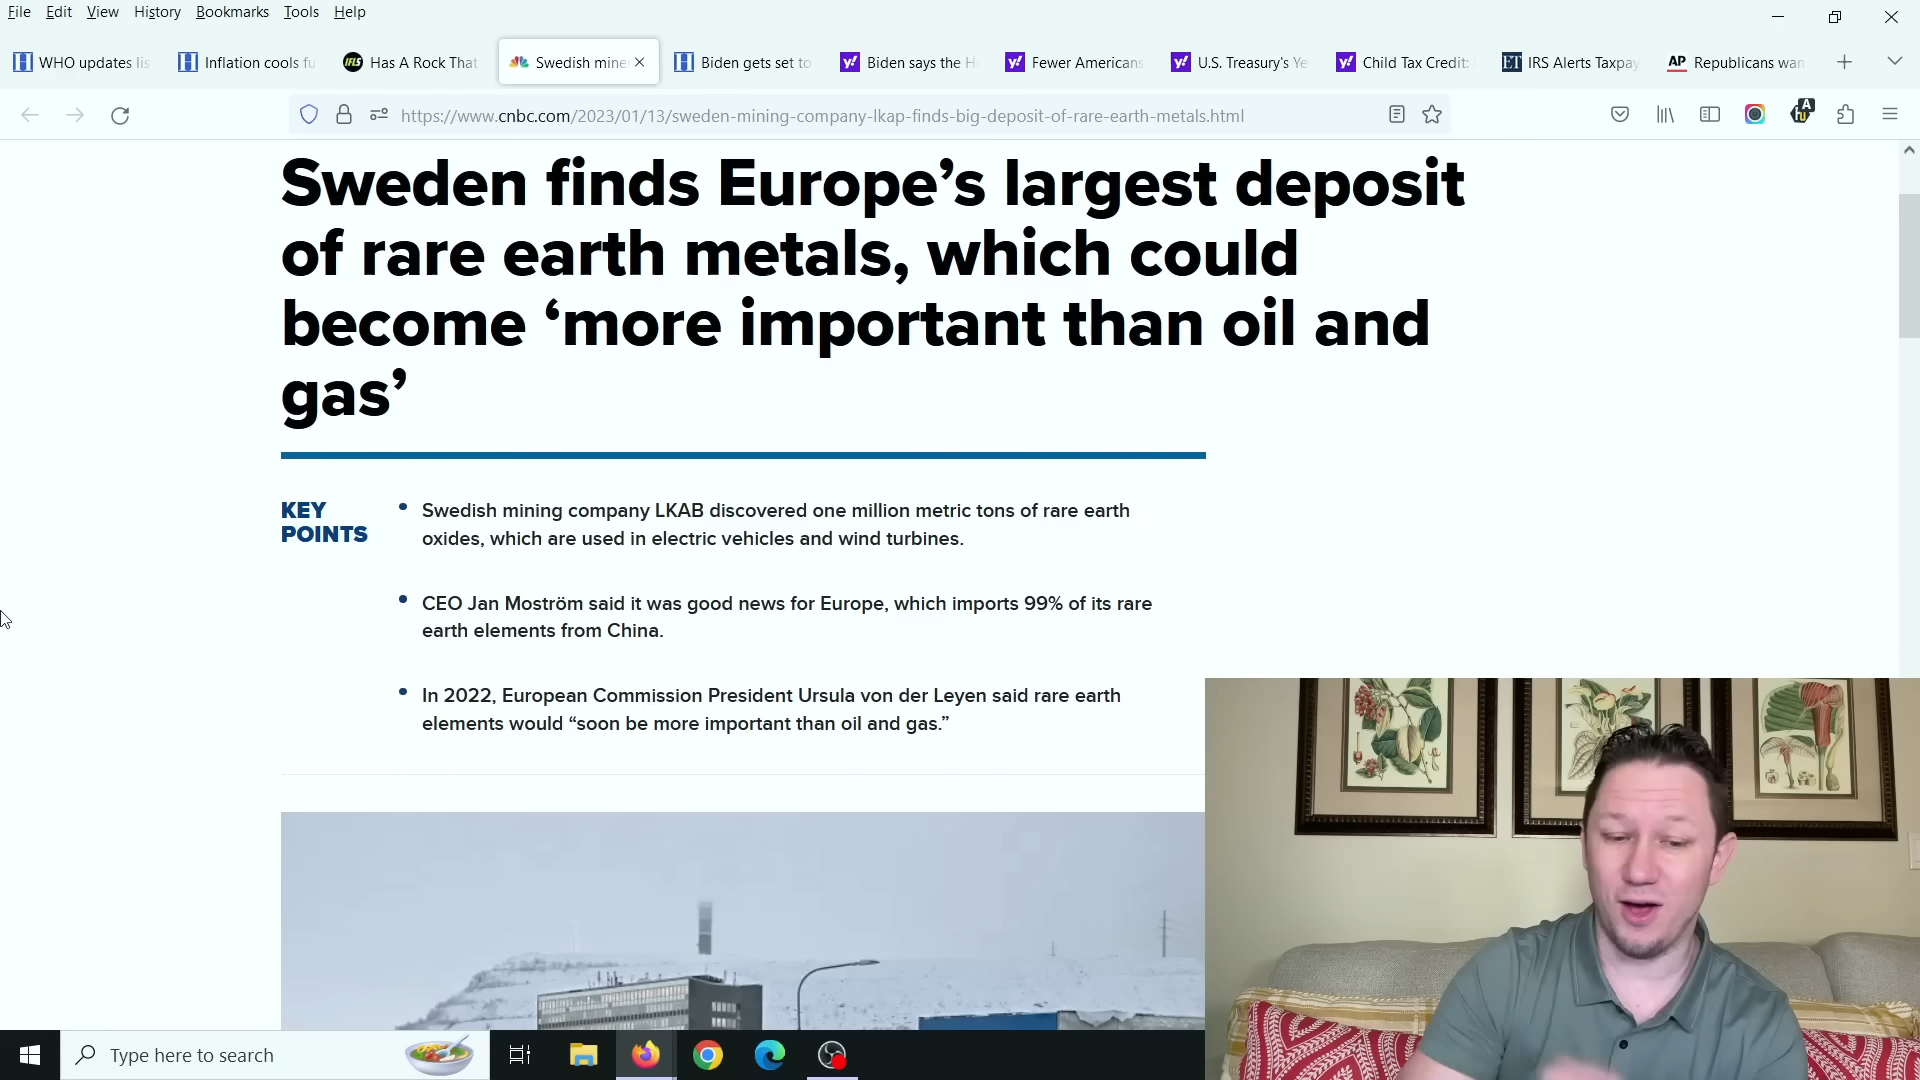 File Edit View History Bookmarks Tools Help
WHO updates lis
Inflation cools fu
IFLS Has A Rock That
Swedish mine
Biden gets set to
y! Biden says the H
y! Fewer Americans
y! U.S. Treasury's Ye
y! Child Tax Credit:
ET IRS Alerts Taxpay
AP Republicans wan
https://www.cnbc.com/2023/01/13/sweden-mining-company-lkap-finds-big-deposit-of-rare-earth-metals.html
A
Sweden finds Europe’s largest deposit
of rare earth metals, which could
become ‘more important than oil and
gas’
KEY
POINTS
Swedish mining company LKAB discovered one million metric tons of rare earth
oxides, which are used in electric vehicles and wind turbines.
CEO Jan Moström said it was good news for Europe, which imports 99% of its rare
earth elements from China.
In 2022, European Commission President Ursula von der Leyen said rare earth
elements would “soon be more important than oil and gas.”
Type here to search